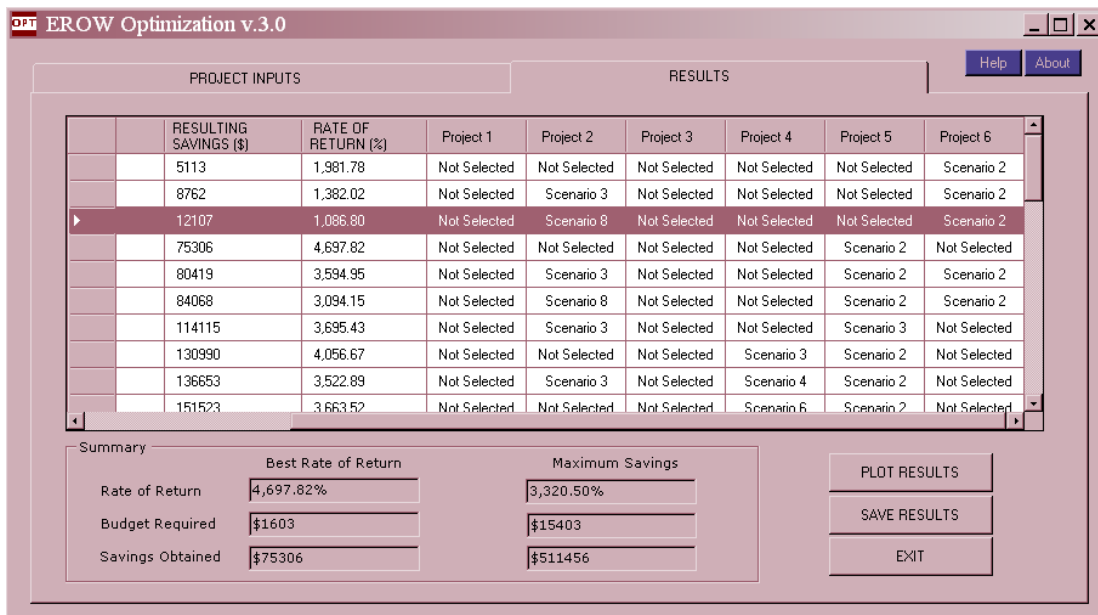 OPT EROW Optimization v.3.0
Help About
PROJECT INPUTS RESULTS
RESULTING SAVINGS ($) RATE OF RETURN (%) Project 1 Project 2 Project 3 Project 4 Project 5 Project 6
5113 1,981.78 Not Selected Not Selected Not Selected Not Selected Not Selected Scenario 2
8762 1,382.02 Not Selected Scenario 3 Not Selected Not Selected Not Selected Scenario 2
12107 1,086.80 Not Selected Scenario 8 Not Selected Not Selected Not Selected Scenario 2
75306 4,697.82 Not Selected Not Selected Not Selected Not Selected Scenario 2 Not Selected
80419 3,594.95 Not Selected Scenario 3 Not Selected Not Selected Scenario 2 Scenario 2
84068 3,094.15 Not Selected Scenario 8 Not Selected Not Selected Scenario 2 Scenario 2
114115 3,695.43 Not Selected Not Selected Not Selected Not Selected Scenario 3 Not Selected
130990 4,056.67 Not Selected Not Selected Not Selected Scenario 3 Scenario 2 Not Selected
136653 3,522.89 Not Selected Scenario 3 Not Selected Scenario 4 Scenario 2 Not Selected
151523 3,663.52 Not Selected Not Selected Not Selected Scenario 6 Scenario 2 Not Selected
Summary
Best Rate of Return Maximum Savings
Rate of Return 4,697.82% 3,320.50%
Budget Required $1603 $15403
Savings Obtained $75306 $511456
PLOT RESULTS
SAVE RESULTS
EXIT